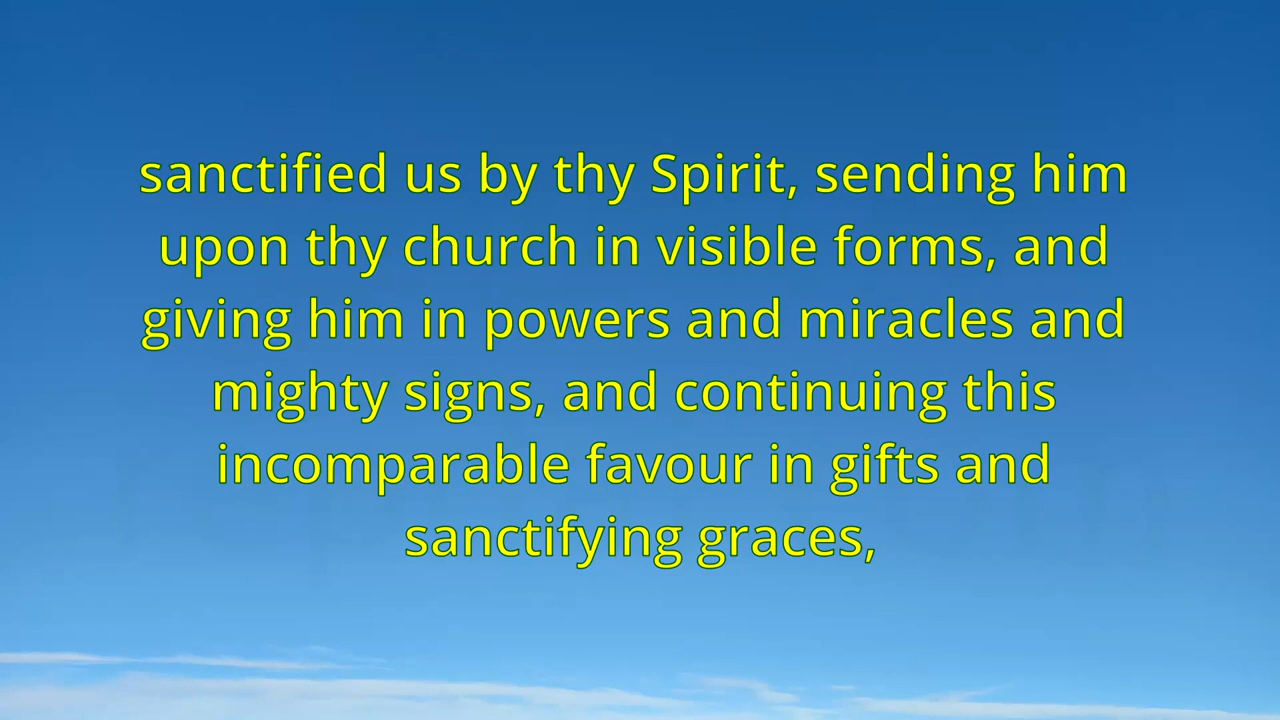 sanctified us by thy Spirit, sending him
upon thy church in visible forms, and
giving him in powers and miracles and
mighty signs, and continuing this
incomparable favour in gifts and
sanctifying graces,